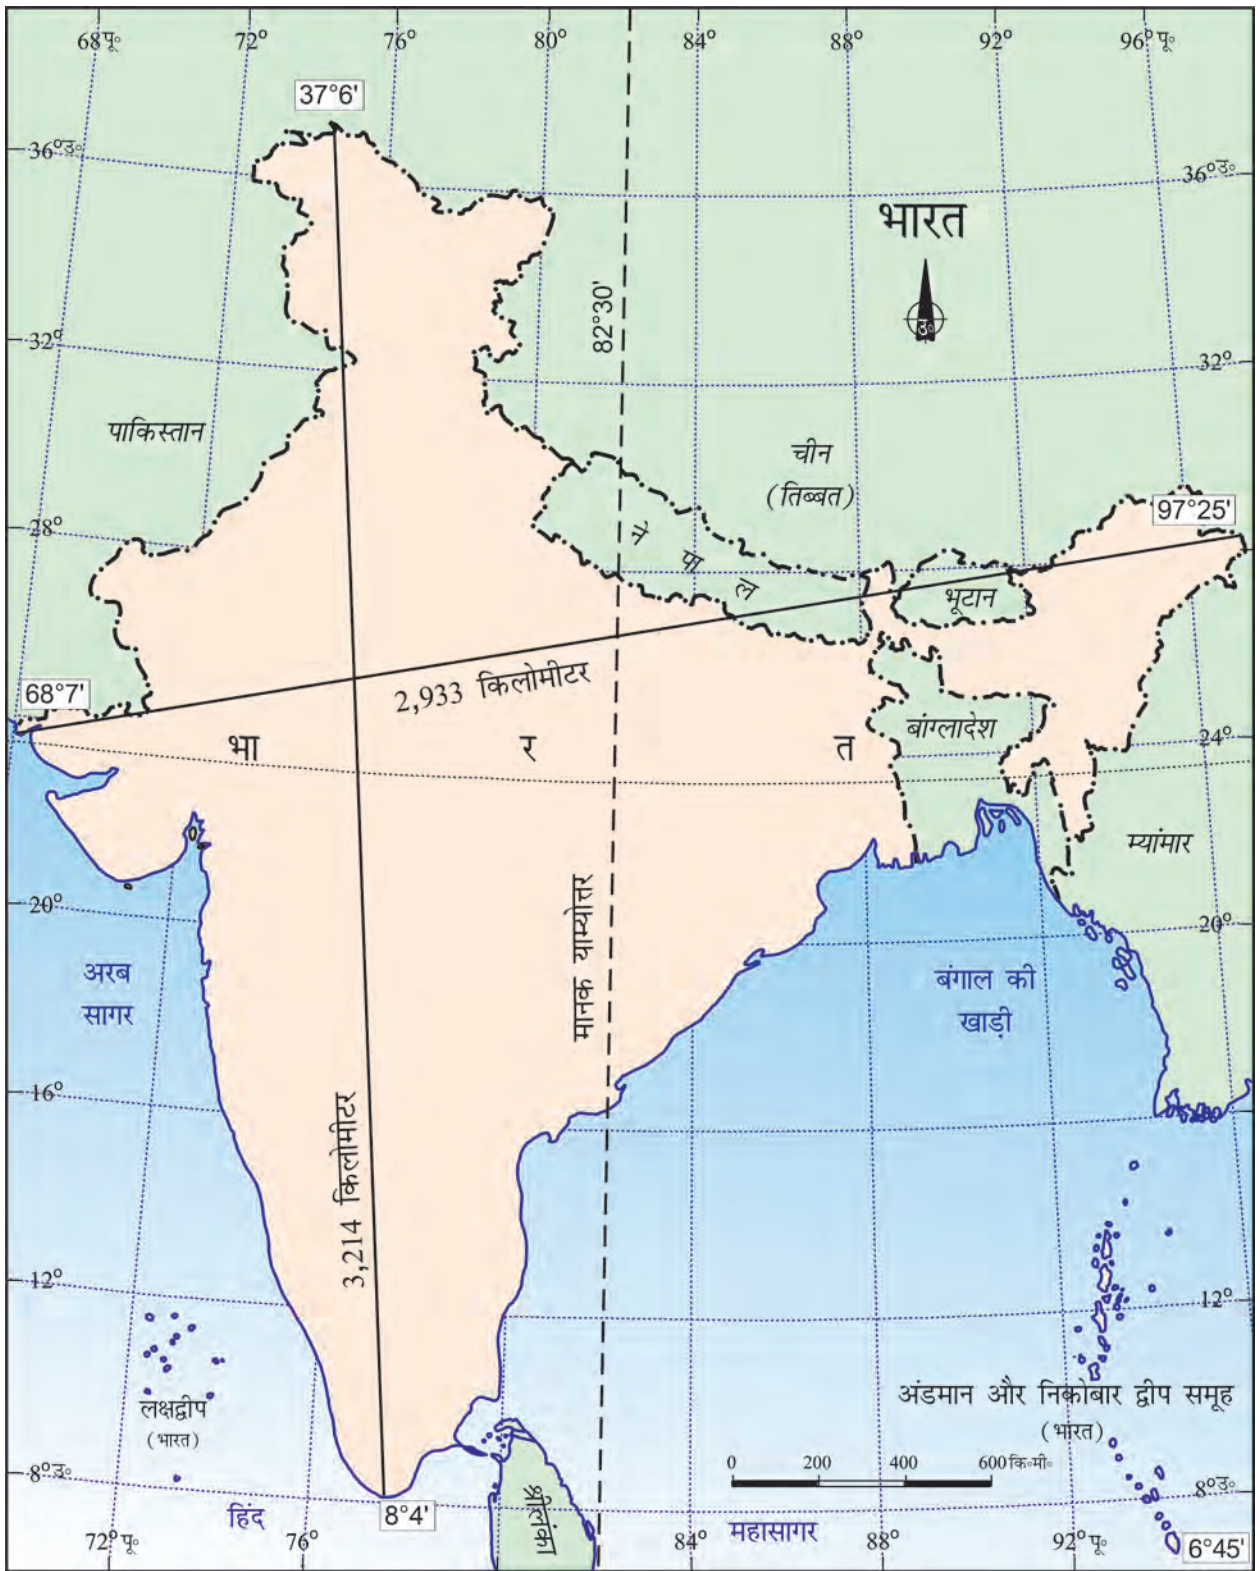 68°पू॰ 72° 76° 80° 84° 88° 92° 96°पू॰
37°6'
36°उ॰ 36°उ॰
भारत
उ॰
82°30'
32° 32°
पाकिस्तान
चीन
(तिब्बत)
97°25'
28°
नेपाल
भूटान
68°7'
2,933 किलोमीटर
बांग्लादेश
भा र त
24°
म्यांमार
मानक याम्योत्तर
20° 20°
अरब
सागर
बंगाल की
खाड़ी
16°
3,214 किलोमीटर
12° 12°
लक्षद्वीप
(भारत)
अंडमान और निकोबार द्वीप समूह
(भारत)
0 200 400 600 कि॰मी॰
8°उ॰ 8°उ॰
8°4'
श्रीलंका
हिंद महासागर
6°45'
72°पू॰ 76° 84° 88° 92°पू॰